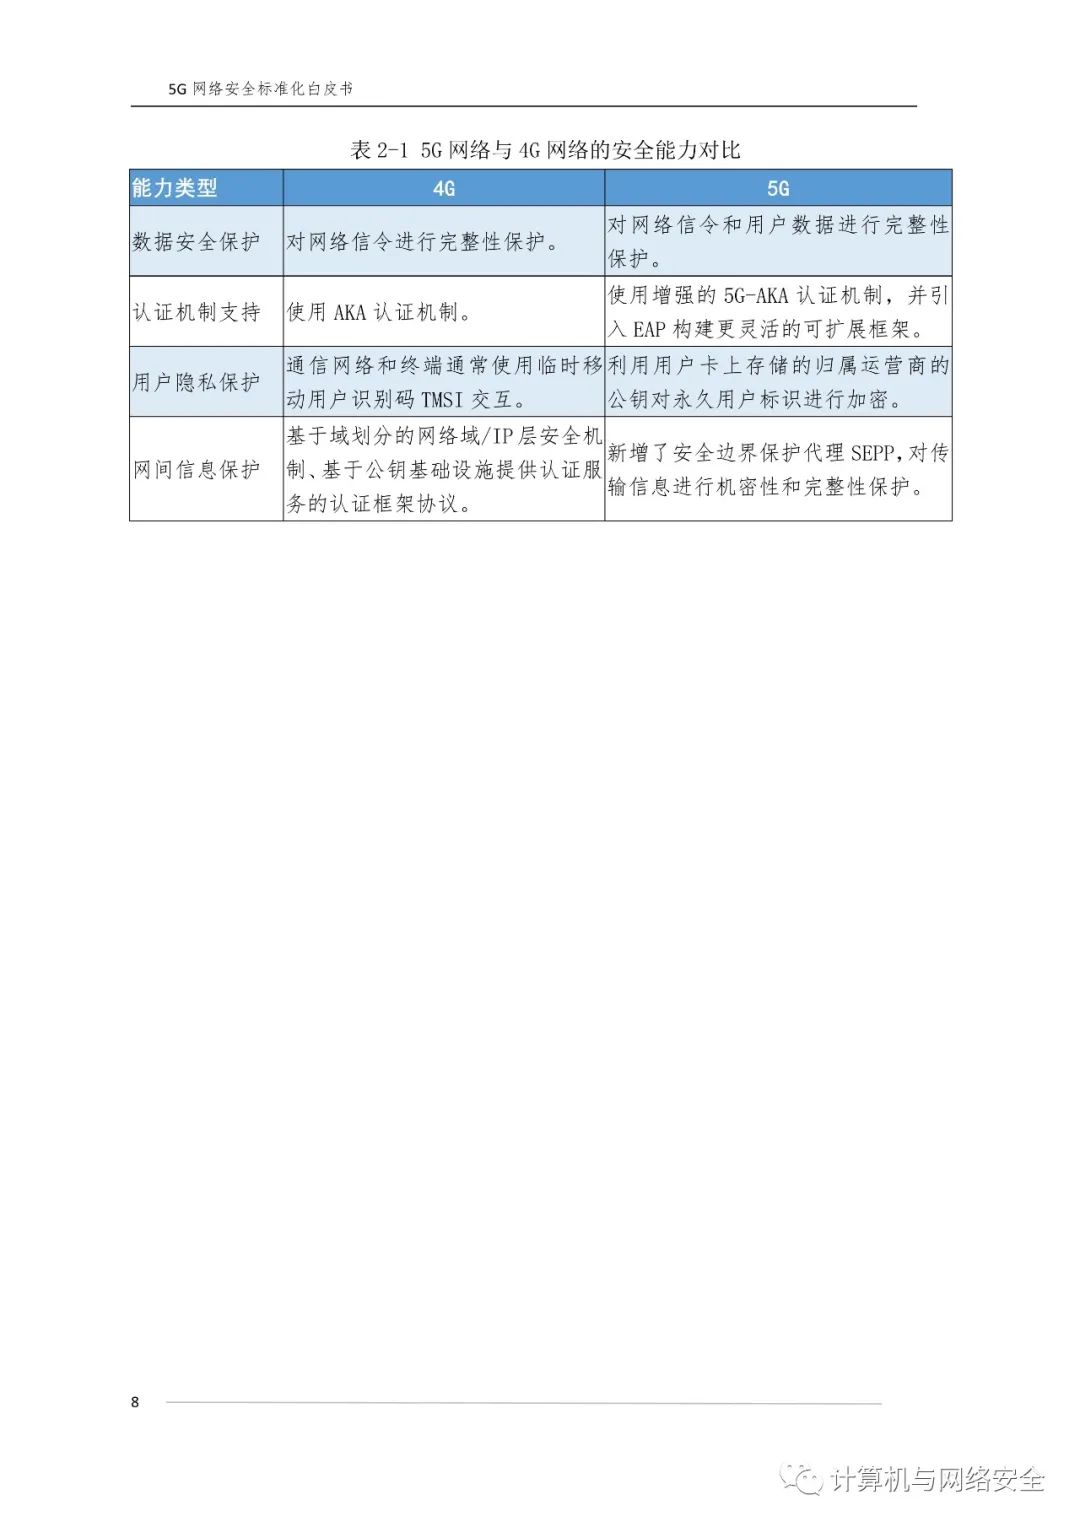 5G 网络安全标准化白皮书
表 2-1 5G 网络与 4G 网络的安全能力对比
能力类型
4G
5G
数据安全保护
对网络信令进行完整性保护。
对网络信令和用户数据进行完整性
保护。
认证机制支持
使用 AKA 认证机制。
使用增强的 5G-AKA 认证机制，并引
入 EAP 构建更灵活的可扩展框架。
用户隐私保护
通信网络和终端通常使用临时移
动用户识别码 TMSI 交互。
利用用户卡上存储的归属运营商的
公钥对永久用户标识进行加密。
网间信息保护
基于域划分的网络域/IP 层安全机
制、基于公钥基础设施提供认证服
务的认证框架协议。
新增了安全边界保护代理 SEPP,对传
输信息进行机密性和完整性保护。
8
计算机与网络安全